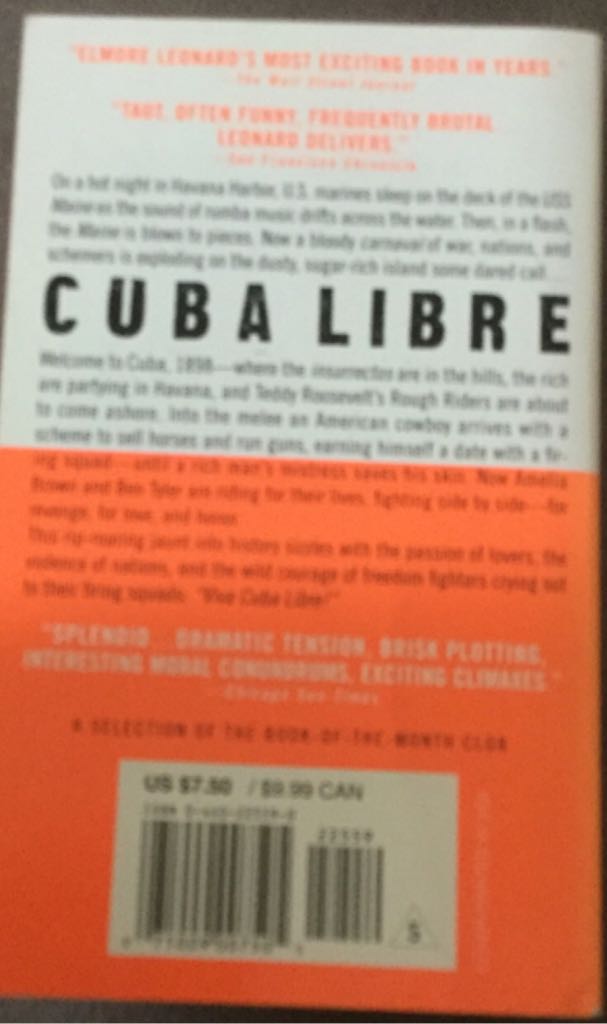 "ELMORE LEONARD'S MOST EXCITING BOOK IN YEARS."
—The Wall Street Journal
"TAUT, OFTEN FUNNY, FREQUENTLY BRUTAL
LEONARD DELIVERS."
—San Francisco Chronicle
On a hot night in Havana Harbor, U.S. marines sleep on the deck of the USS
Maine as the sound of rumba music drifts across the water. Then, in a flash,
the Maine is blown to pieces. Now a bloody carnaval of war, nations, and
schemers is exploding on the dusty, sugar-rich island some dared call...
CUBA LIBRE
Welcome to Cuba, 1898—where the insurrectos are in the hills, the rich
are partying in Havana, and Teddy Roosevelt's Rough Riders are about
to come ashore. Into the melee an American cowboy arrives with a
scheme to sell horses and run guns, earning himself a date with a fir-
ing squad—until a rich man's mistress saves his skin. Now Amelia
Brown and Ben Tyler are riding for their lives, fighting side by side—for
revenge, for love, and honor.
This rip-roaring jaunt into history sizzles with the passion of lovers, the
violence of nations, and the wild courage of freedom fighters crying out
to their firing squads: "Viva Cuba Libre!"
"SPLENDID... DRAMATIC TENSION, BRISK PLOTTING,
INTERESTING MORAL CONUNDRUMS, EXCITING CLIMAXES."
—Chicago Sun-Times
A SELECTION OF THE BOOK-OF-THE-MONTH CLUB
US $7.50 / $9.99 CAN
ISBN
22559
S